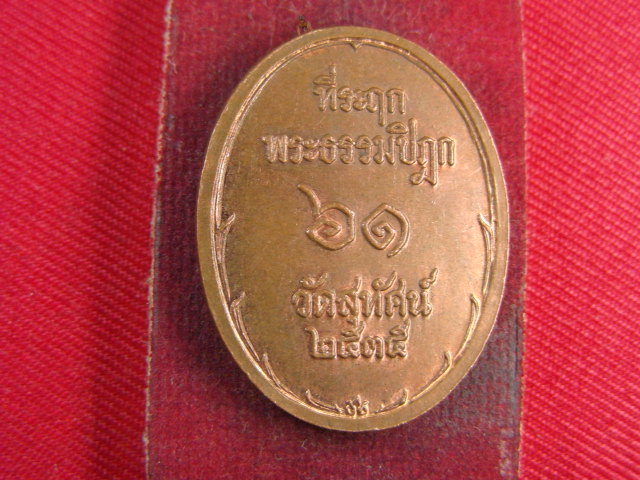 ที่ระฤก
พระธรรมปิฎก
๖๑
วัดสุทัศน์
๒๕๓๕